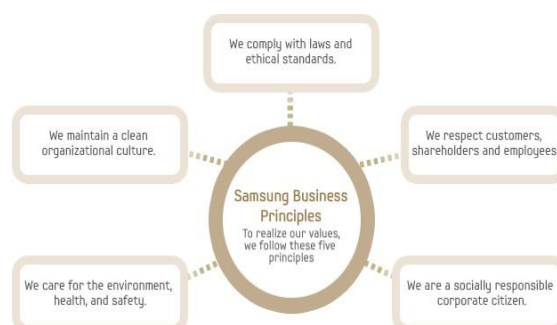 We comply with laws and
ethical standards.
We maintain a clean
organizational culture.
We respect customers,
shareholders and employees
Samsung Business
Principles
To realize our values,
we follow these five
principles
We care for the environment,
health, and safety.
We are a socially responsible
corporate citizen.